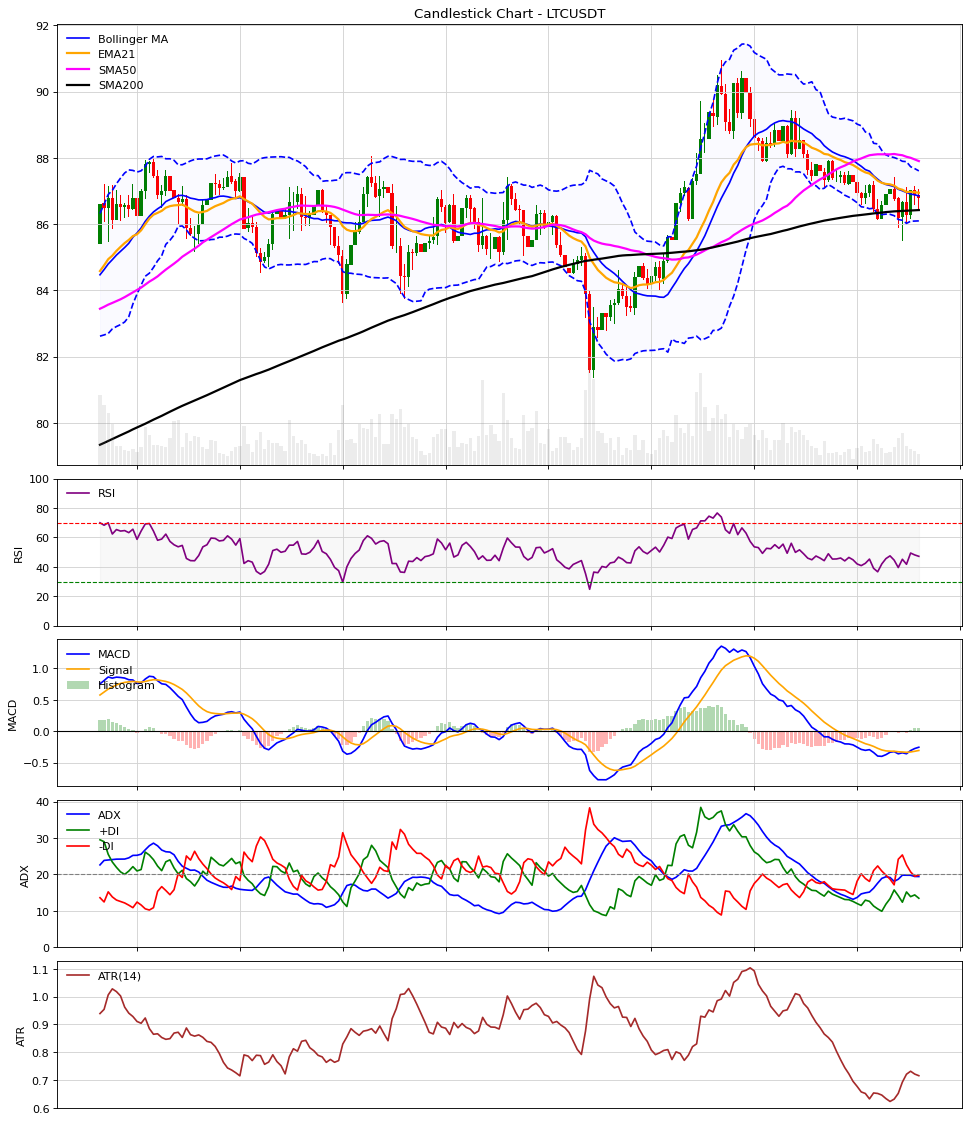 Candlestick Chart - LTCUSDT
92
90
88
86
84
82
80
Bollinger MA
EMA21
SMA50
SMA200
100
80
60
40
20
0
RSI
RSI
1.0
0.5
0.0
−0.5
MACD
MACD
Signal
Histogram
40
30
20
10
0
ADX
ADX
+DI
-DI
1.1
1.0
0.9
0.8
0.7
0.6
ATR
ATR(14)